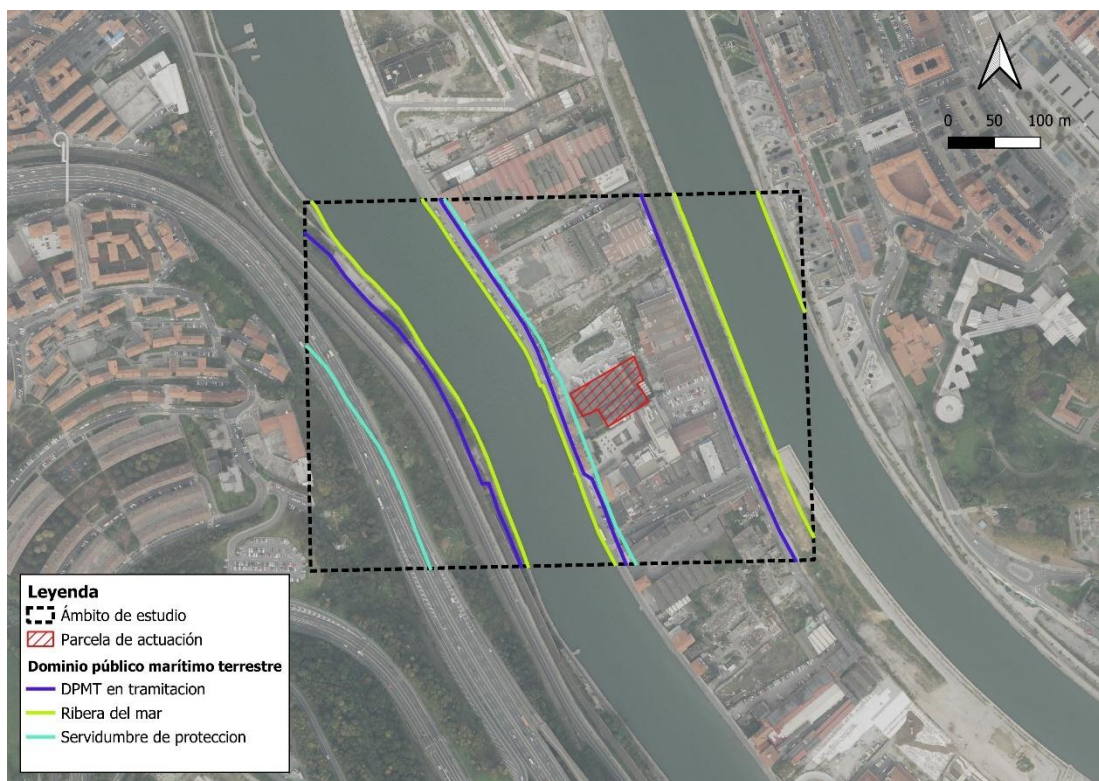 0 50 100 m
Leyenda
Ámbito de estudio
Parcela de actuación
Dominio público marítimo terrestre
DPMT en tramitacion
Ribera del mar
Servidumbre de proteccion